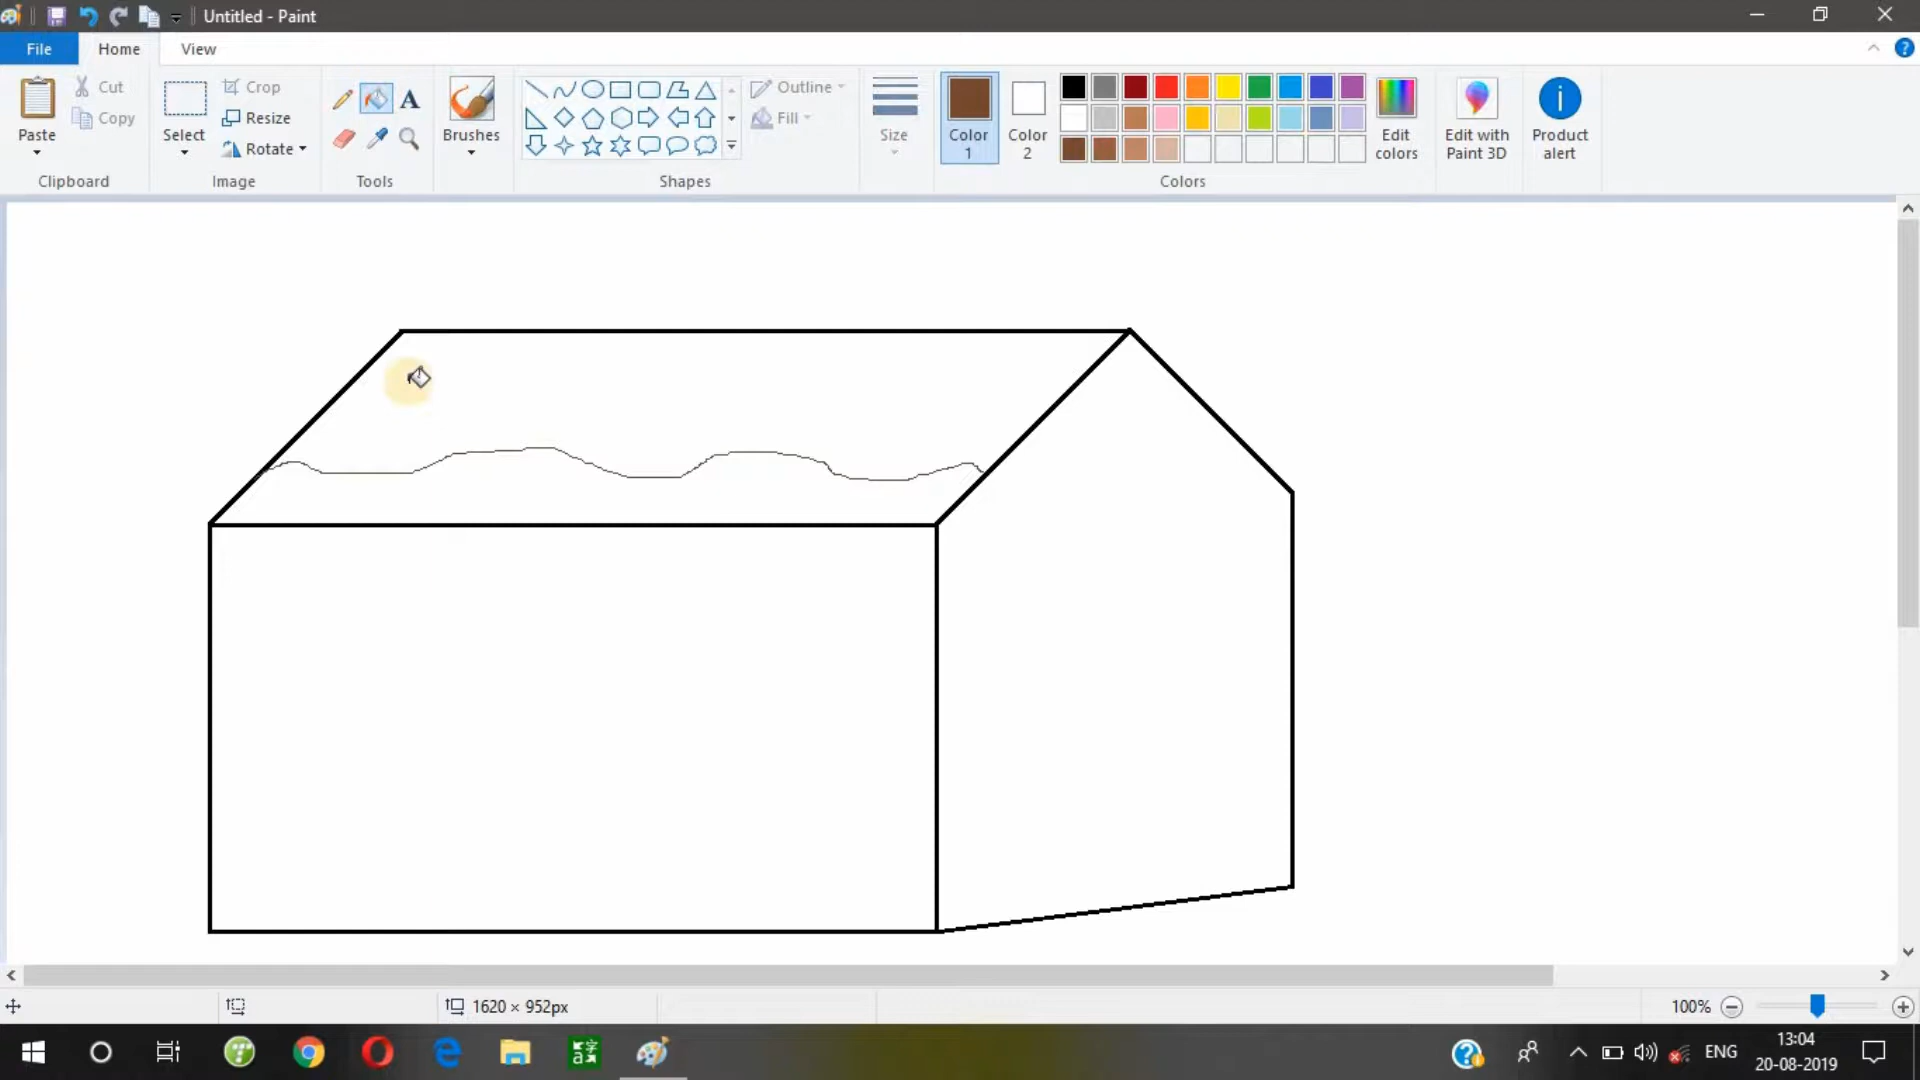 Untitled - Paint
File Home View
Paste
Cut
Copy
Clipboard
Select
Crop
Resize
Rotate
Image
A
Tools
Brushes
Outline
Fill
Shapes
Size
Color 1
Color 2
Edit colors
Colors
Edit with Paint 3D
Product alert
1620 × 952px
100%
ENG
13:04
20-08-2019